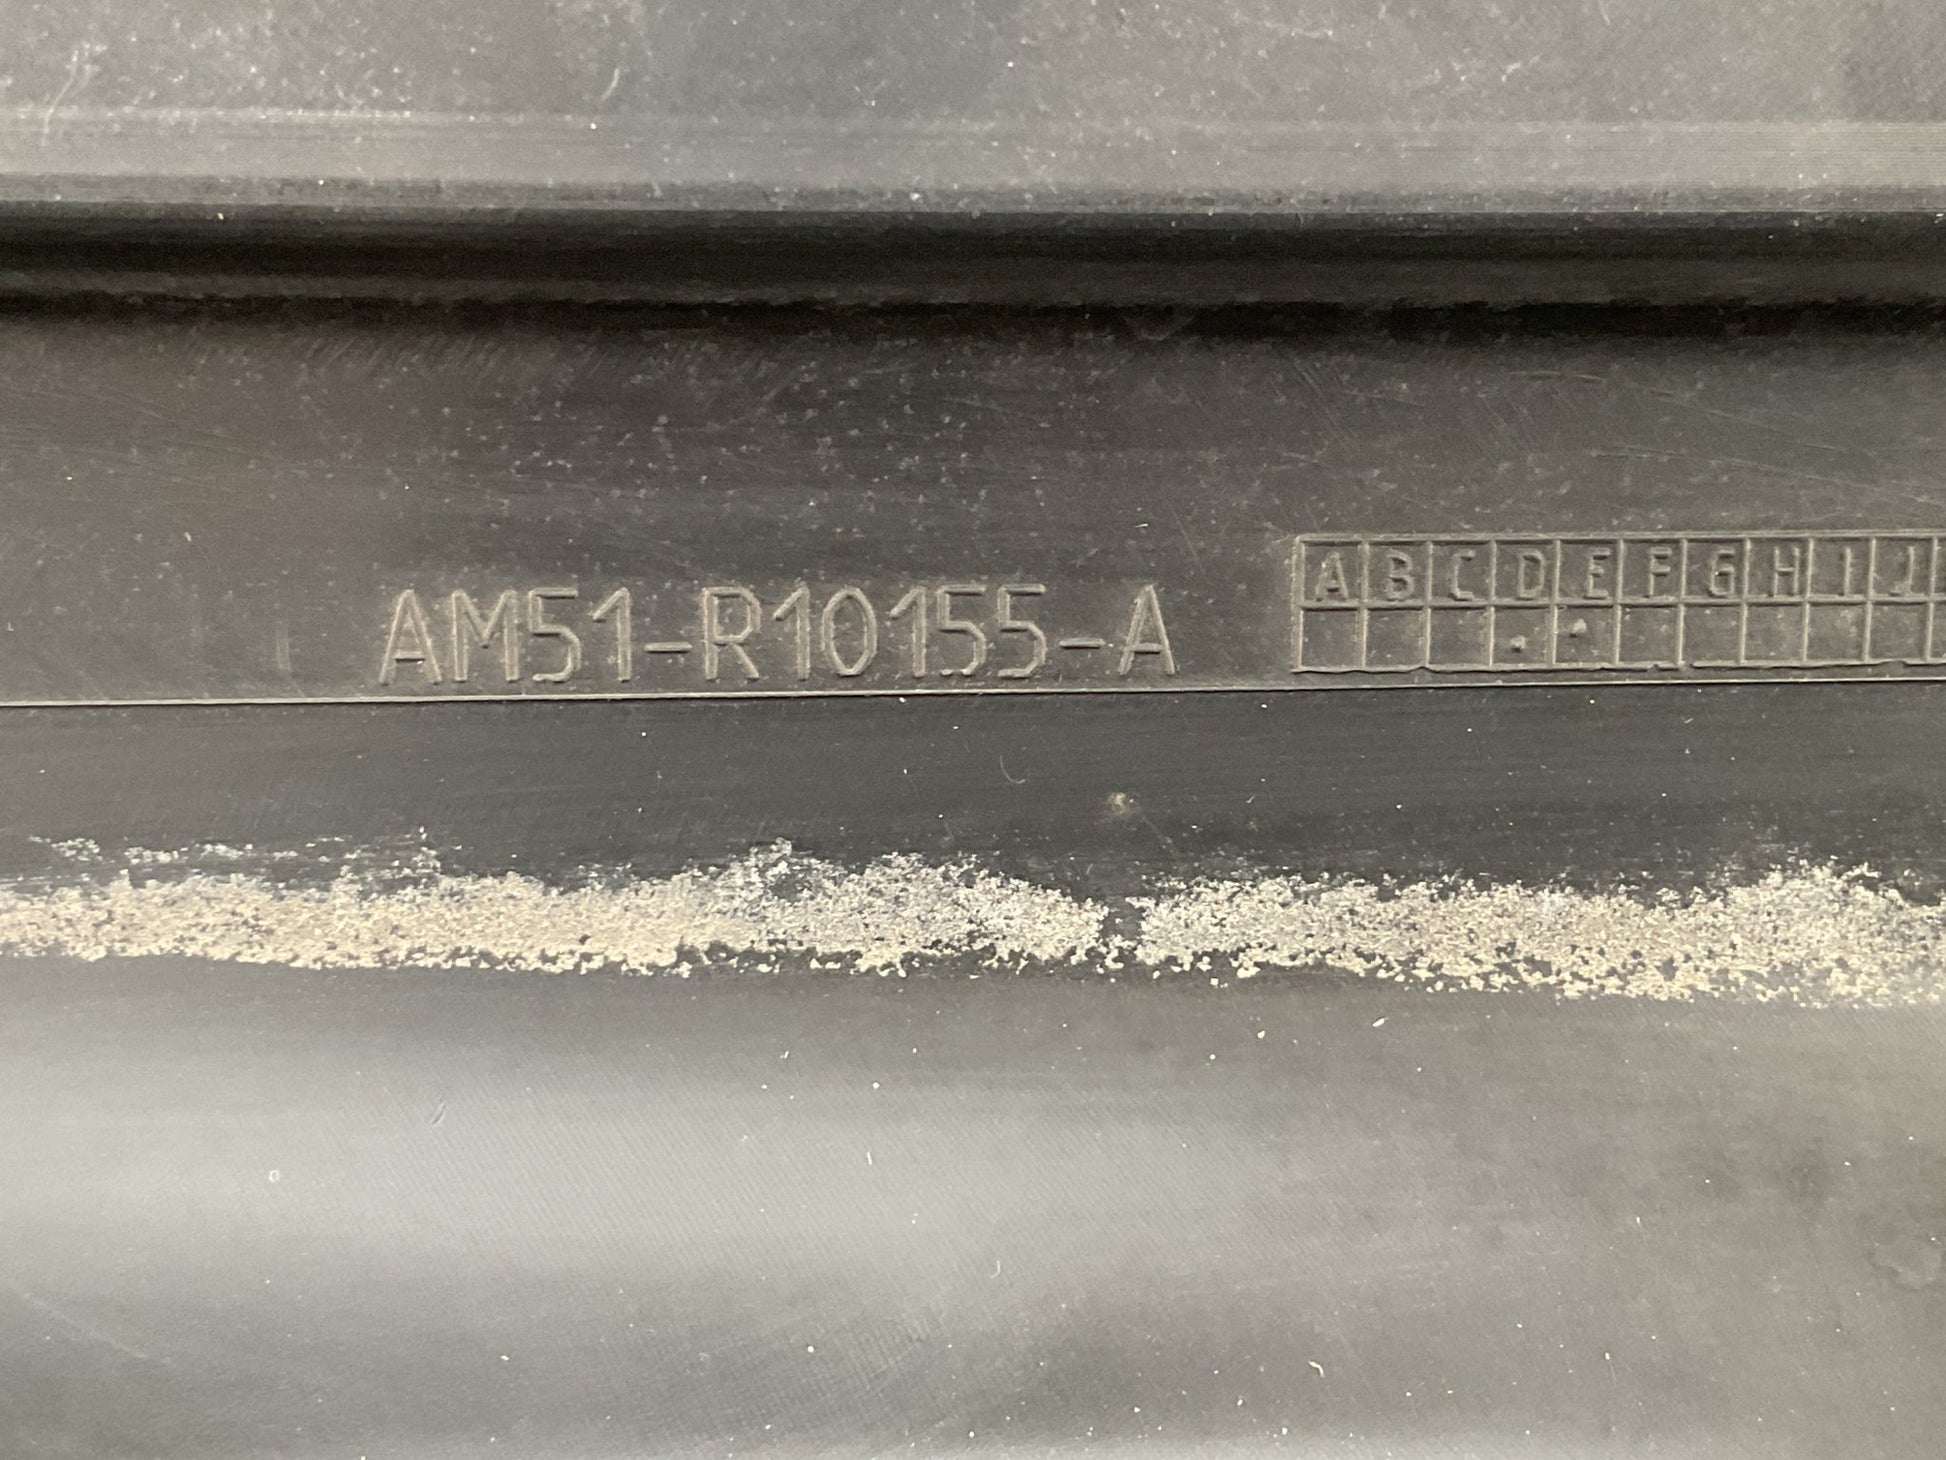 AM51-R10155-A
A B C D E F G H I J